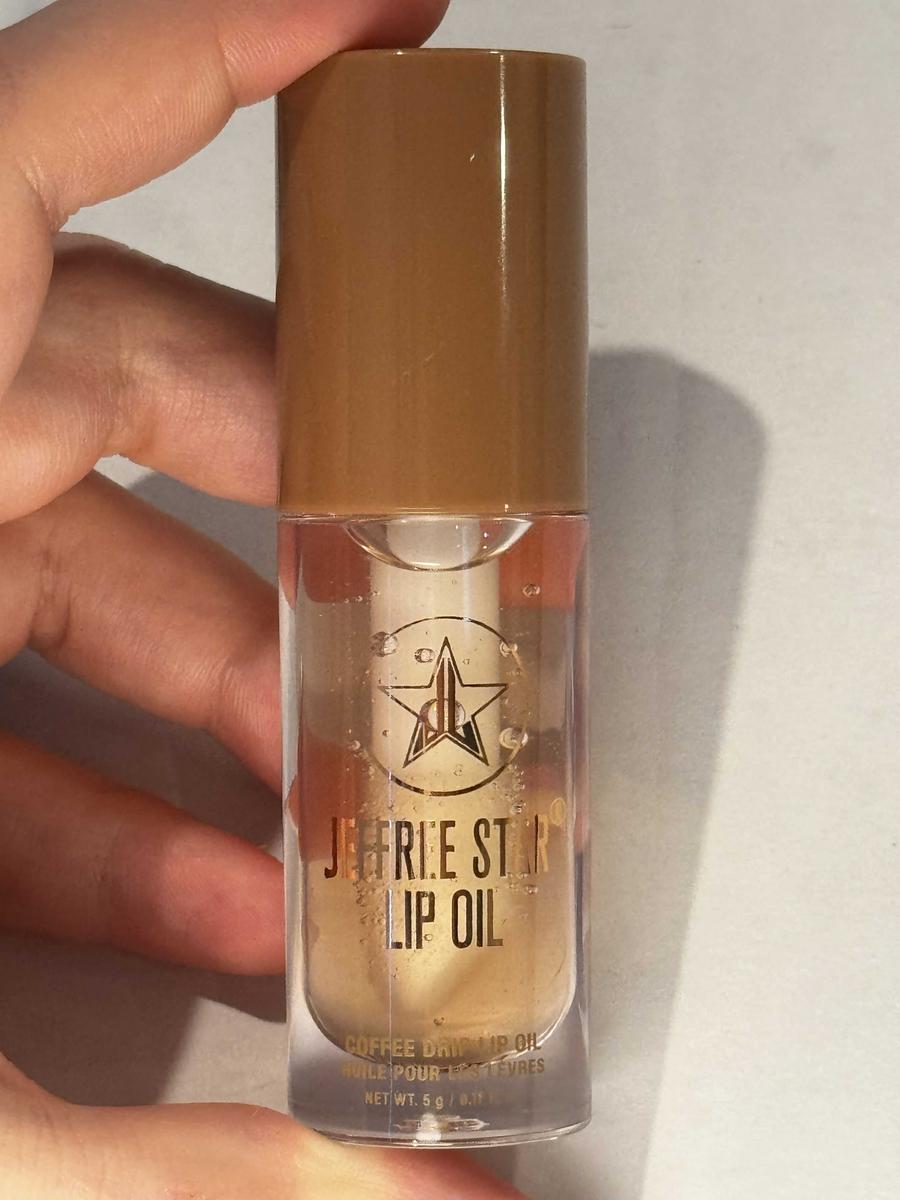 JEFFREE STAR®
LIP OIL
COFFEE DRIP LIP OIL
HUILE POUR LES LÈVRES
NET WT. 5 g /